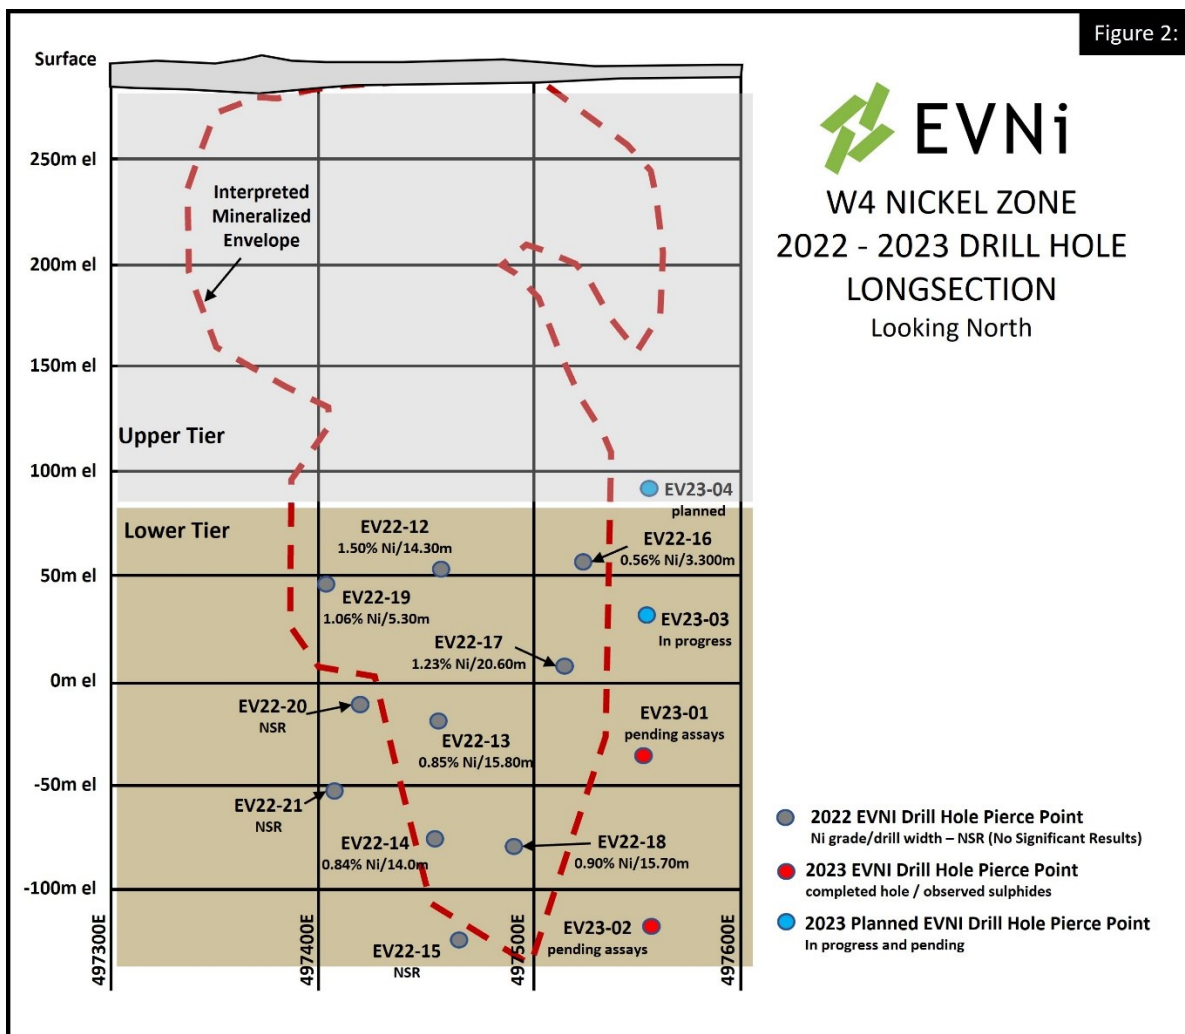 Figure 2:
EVNi
W4 NICKEL ZONE
2022 - 2023 DRILL HOLE
LONGSECTION
Looking North
Surface
250m el
200m el
150m el
100m el
50m el
0m el
-50m el
-100m el
Interpreted
Mineralized
Envelope
Upper Tier
Lower Tier
EV23-04
planned
EV22-12
1.50% Ni/14.30m
EV22-16
0.56% Ni/3.300m
EV22-19
1.06% Ni/5.30m
EV23-03
In progress
EV22-17
1.23% Ni/20.60m
EV22-20
NSR
EV22-13
0.85% Ni/15.80m
EV23-01
pending assays
EV22-21
NSR
EV22-14
0.84% Ni/14.0m
EV22-18
0.90% Ni/15.70m
EV22-15
NSR
EV23-02
pending assays
497300E
497400E
497500E
497600E
2022 EVNI Drill Hole Pierce Point
Ni grade/drill width – NSR (No Significant Results)
2023 EVNI Drill Hole Pierce Point
completed hole / observed sulphides
2023 Planned EVNI Drill Hole Pierce Point
In progress and pending